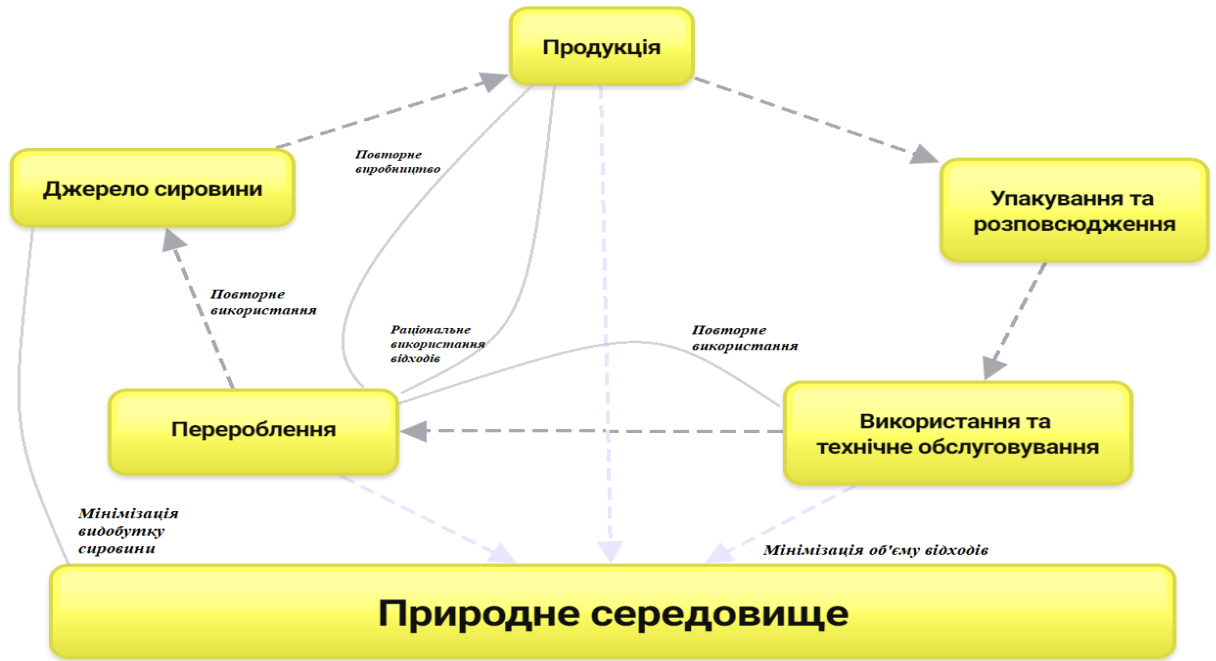 Продукція
Повторне
виробництво
Джерело сировини
Упакування та
розповсюдження
Повторне
використання
Раціональне
використання
відходів
Повторне
використання
Перероблення
Використання та
технічне обслуговування
Мінімізація
видобутку
сировини
Мінімізація об'єму відходів
Природне середовище